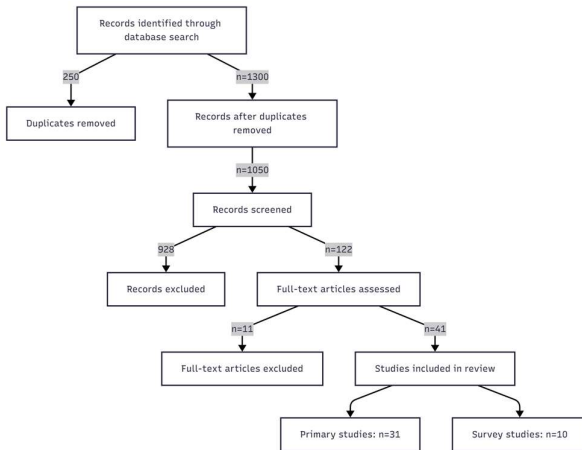 Records identified through
database search
250
n=1300
Duplicates removed
Records after duplicates
removed
n=1050
Records screened
928
n=122
Records excluded
Full-text articles assessed
n=11
n=41
Full-text articles excluded
Studies included in review
Primary studies: n=31
Survey studies: n=10